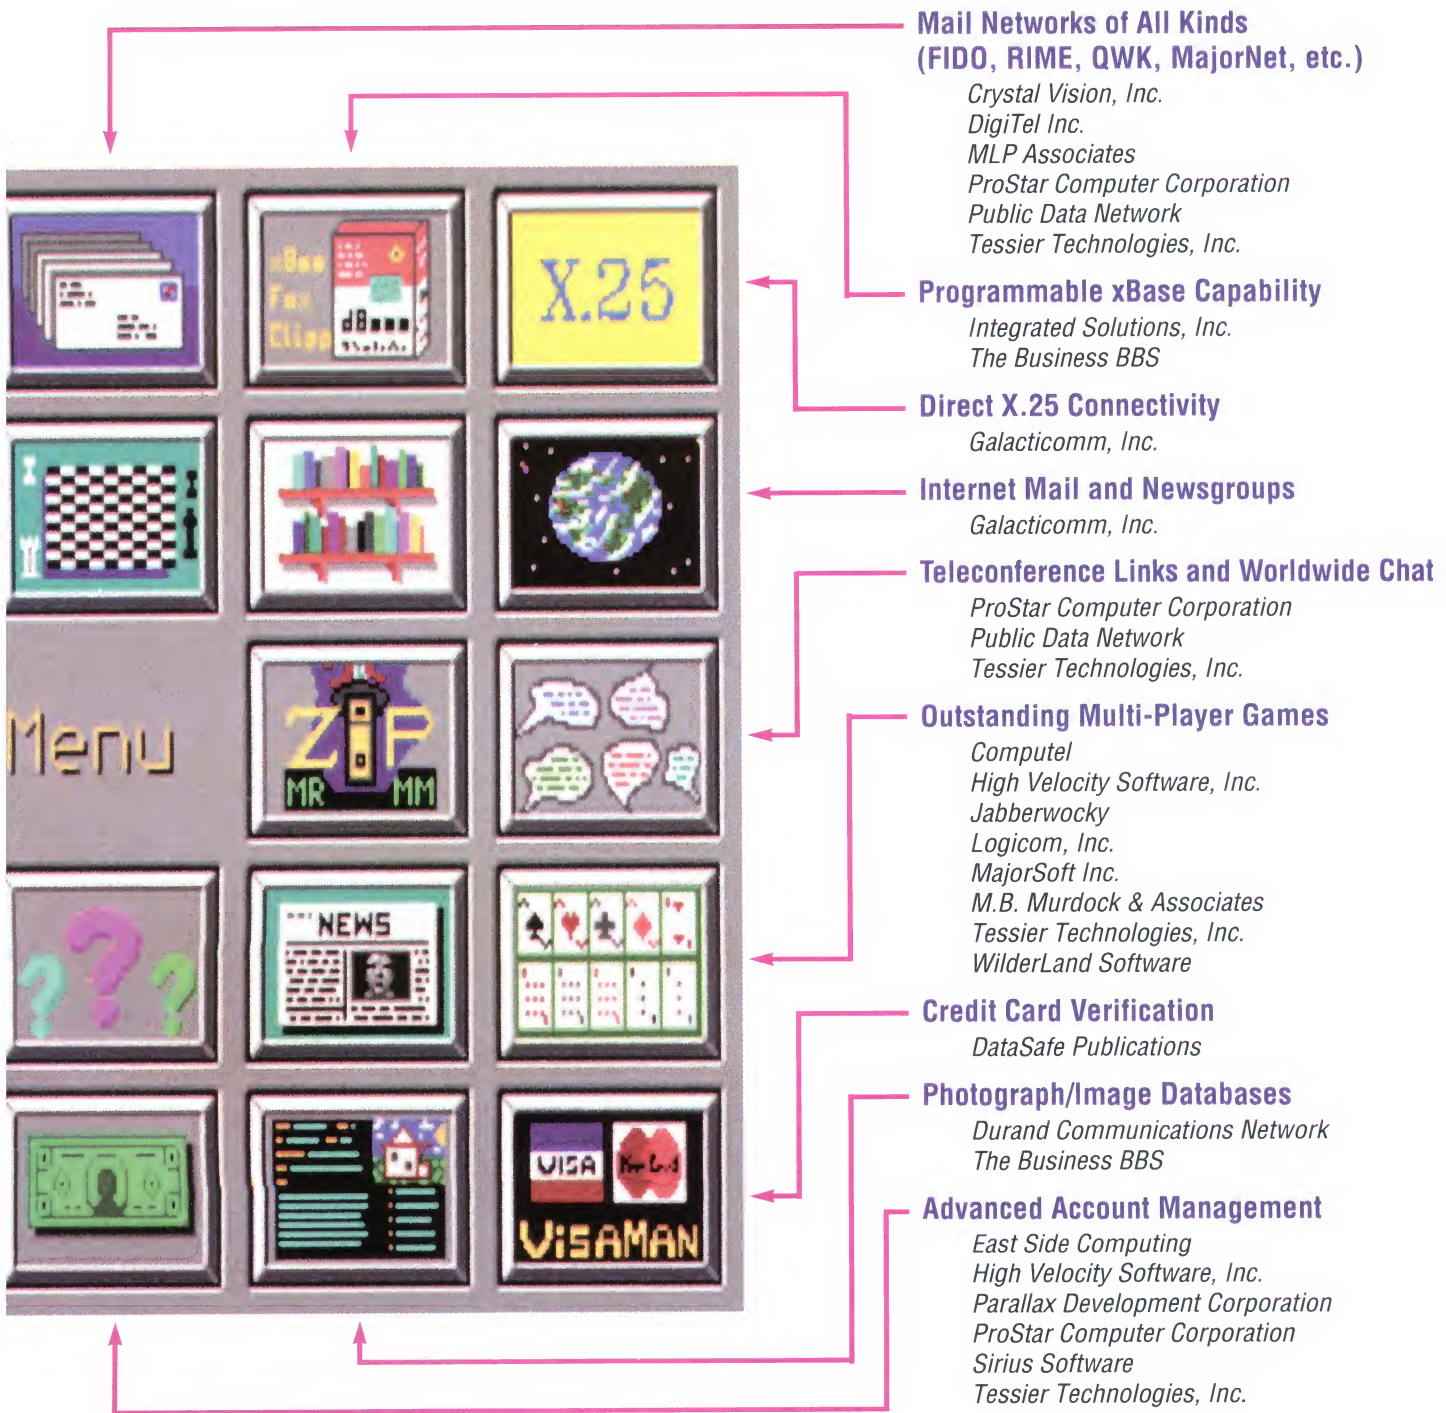 Mail Networks of All Kinds
(FIDO, RIME, QWK, MajorNet, etc.)
Crystal Vision, Inc.
DigiTel Inc.
MLP Associates
ProStar Computer Corporation
Public Data Network
Tessier Technologies, Inc.
Programmable xBase Capability
Integrated Solutions, Inc.
The Business BBS
Direct X.25 Connectivity
Galacticomm, Inc.
Internet Mail and Newsgroups
Galacticomm, Inc.
Teleconference Links and Worldwide Chat
ProStar Computer Corporation
Public Data Network
Tessier Technologies, Inc.
Outstanding Multi-Player Games
Computel
High Velocity Software, Inc.
Jabberwocky
Logicom, Inc.
MajorSoft Inc.
M.B. Murdock & Associates
Tessier Technologies, Inc.
WilderLand Software
Credit Card Verification
DataSafe Publications
Photograph/Image Databases
Durand Communications Network
The Business BBS
Advanced Account Management
East Side Computing
High Velocity Software, Inc.
Parallax Development Corporation
ProStar Computer Corporation
Sirius Software
Tessier Technologies, Inc.
Fox
Clipp
X.25
Menu
ZIP
MR MM
NEWS
VISA
VISAMAN